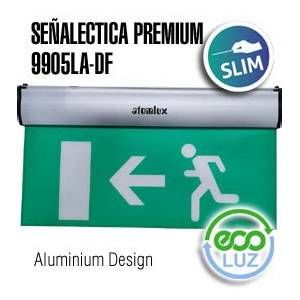 SEÑALECTICA PREMIUM
9905LA-DF
SLIM
atomlux
Aluminium Design
eco
LUZ